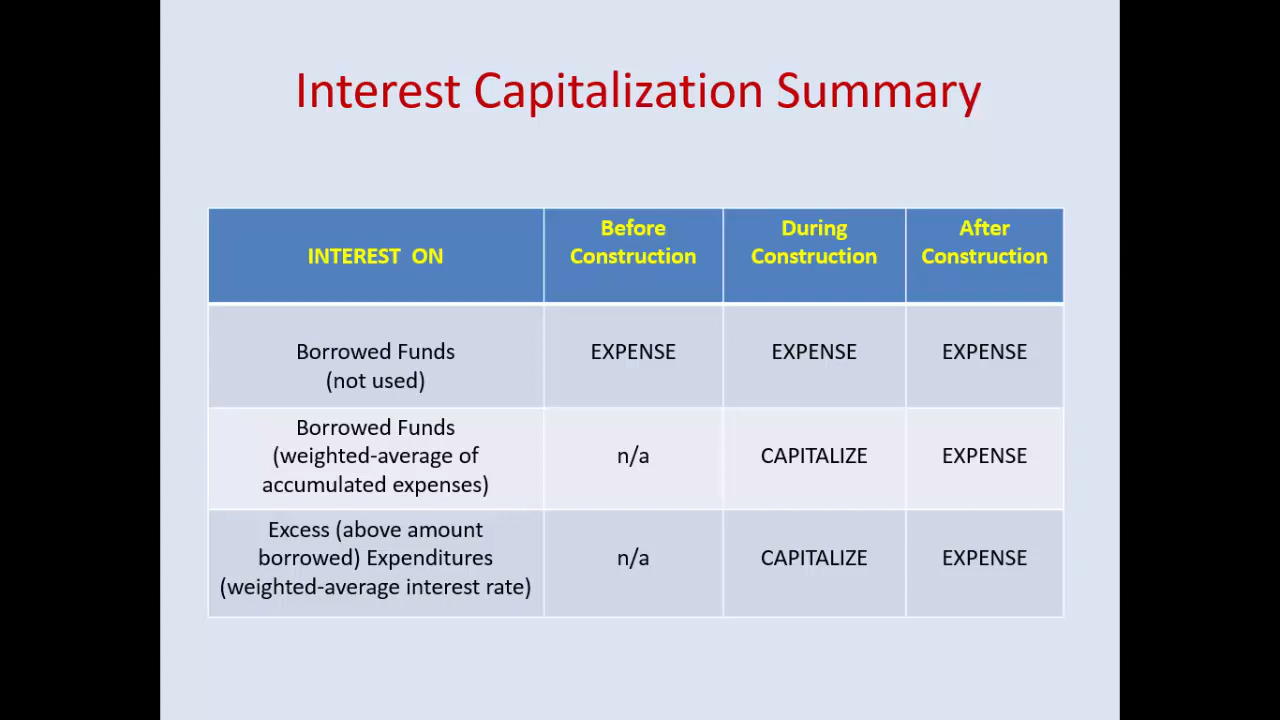 Interest Capitalization Summary
INTEREST ON
Before
Construction
During
Construction
After
Construction
Borrowed Funds
(not used)
EXPENSE
EXPENSE
EXPENSE
Borrowed Funds
(weighted-average of
accumulated expenses)
n/a
CAPITALIZE
EXPENSE
Excess (above amount
borrowed) Expenditures
(weighted-average interest rate)
n/a
CAPITALIZE
EXPENSE